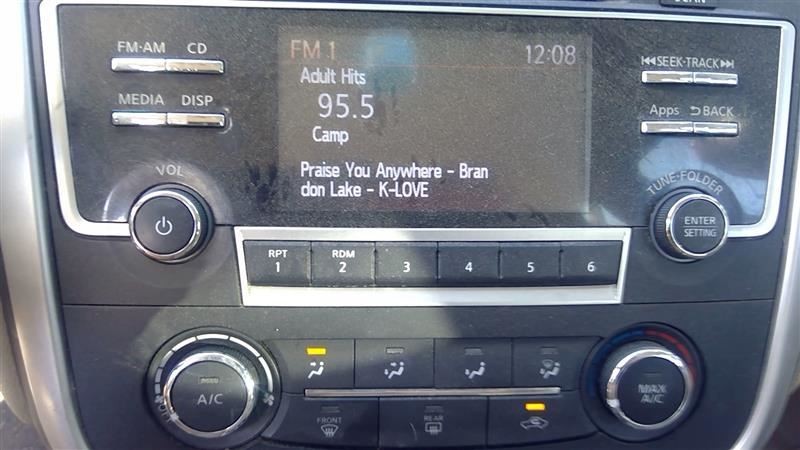 SCAN
FM·AM CD
MEDIA DISP
VOL
FM 1 12:08
Adult Hits
95.5
Camp
Praise You Anywhere - Bran
don Lake - K-LOVE
SEEK·TRACK
Apps BACK
TUNE·FOLDER
ENTER
SETTING
RPT RDM
1 2 3 4 5 6
A/C
MAX
A/C
FRONT REAR